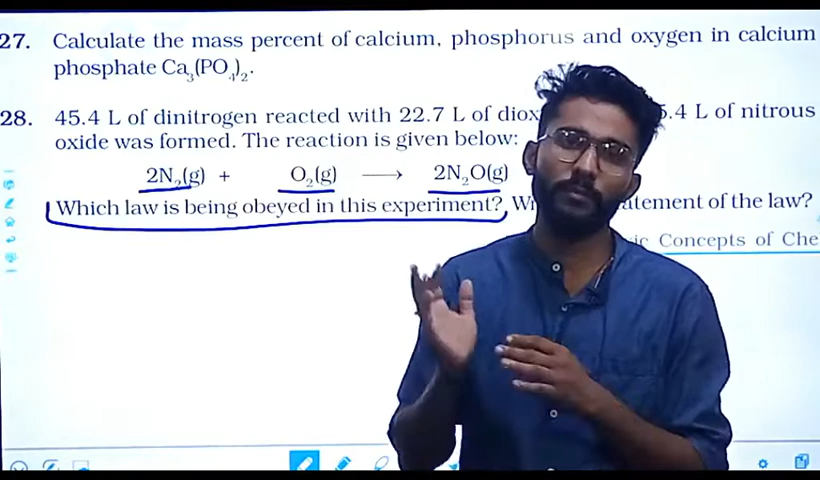 27. Calculate the mass percent of calcium, phosphorus and oxygen in calcium
phosphate Ca₃(PO₄)₂.
28. 45.4 L of dinitrogen reacted with 22.7 L of 5.4 L of nitrous
oxide was formed. The reaction is given below:
2N₂(g) + O₂(g) ⟶ 2N₂O(g)
Which law is being obeyed in this experiment? of the law?
Concepts of Che